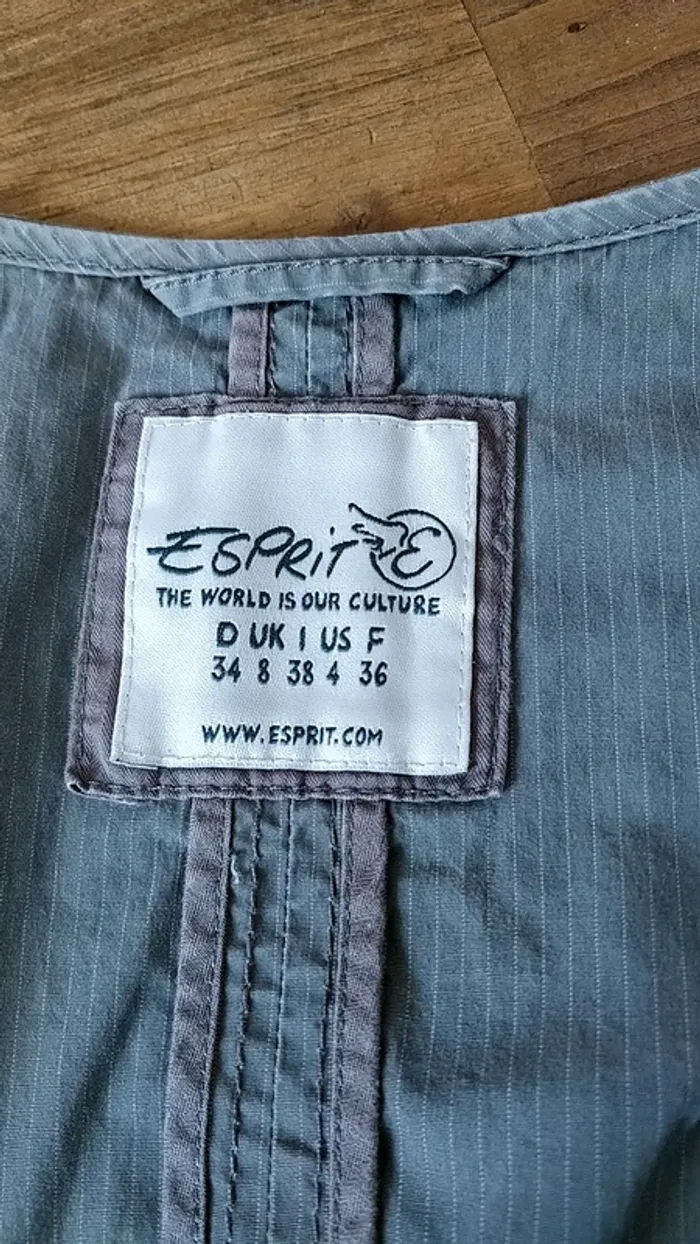 ESPRIT E
THE WORLD IS OUR CULTURE
D UK I US F
34 8 38 4 36
WWW.ESPRIT.COM